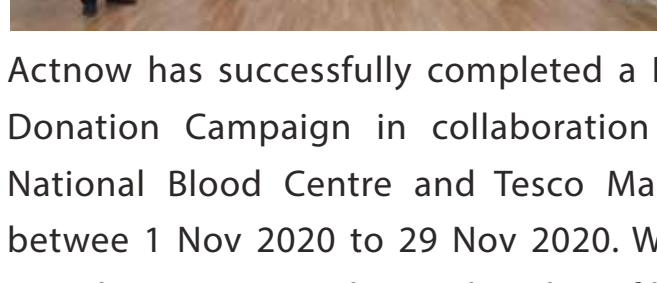 Actnow has successfully completed a
Donation Campaign in collaboration
National Blood Centre and Tesco
betwee 1 Nov 2020 to 29 Nov 2020.